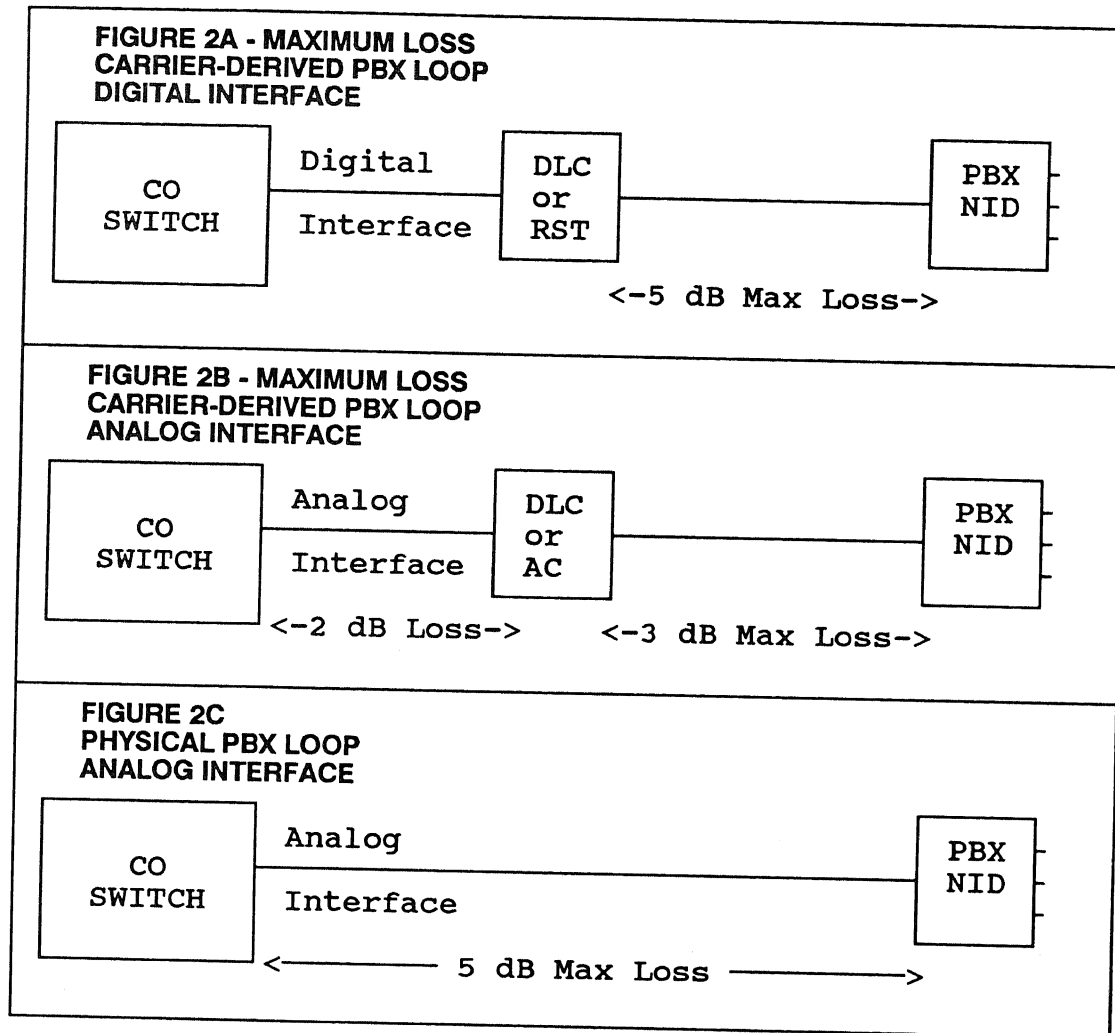 FIGURE 2A - MAXIMUM LOSS
CARRIER-DERIVED PBX LOOP
DIGITAL INTERFACE
CO
SWITCH
Digital
Interface
DLC
or
RST
PBX
NID
<-5 dB Max Loss->
FIGURE 2B - MAXIMUM LOSS
CARRIER-DERIVED PBX LOOP
ANALOG INTERFACE
CO
SWITCH
Analog
Interface
DLC
or
AC
PBX
NID
<-2 dB Loss->
<-3 dB Max Loss->
FIGURE 2C
PHYSICAL PBX LOOP
ANALOG INTERFACE
CO
SWITCH
Analog
Interface
PBX
NID
5 dB Max Loss